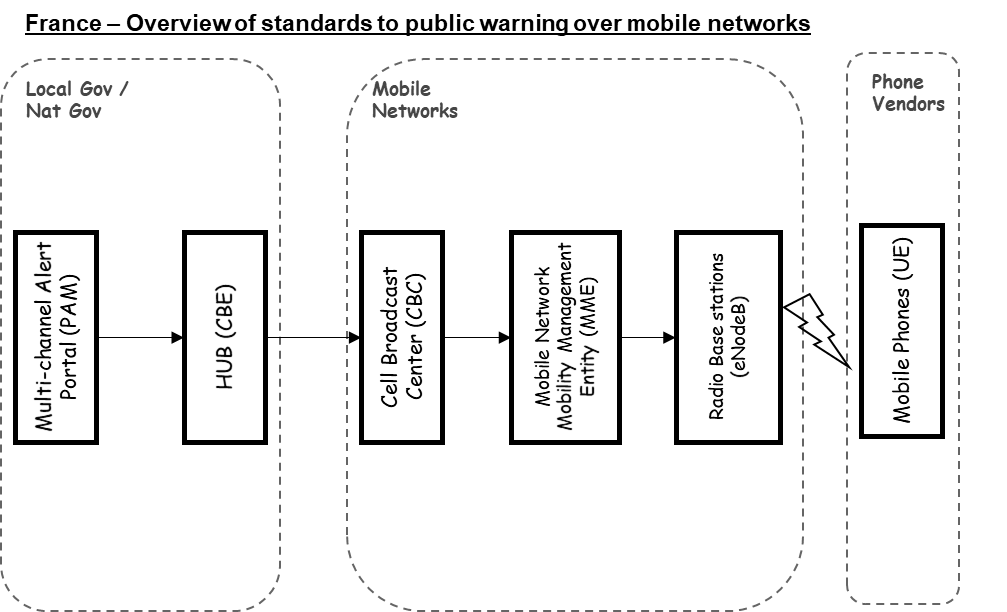 France – Overview of standards to public warning over mobile networks
Local Gov /
Nat Gov
Mobile
Networks
Phone
Vendors
Multi-channel Alert
Portal (PAM)
HUB (CBE)
Cell Broadcast
Center (CBC)
Mobile Network
Mobility Management
Entity (MME)
Radio Base stations
(eNodeB)
Mobile Phones (UE)